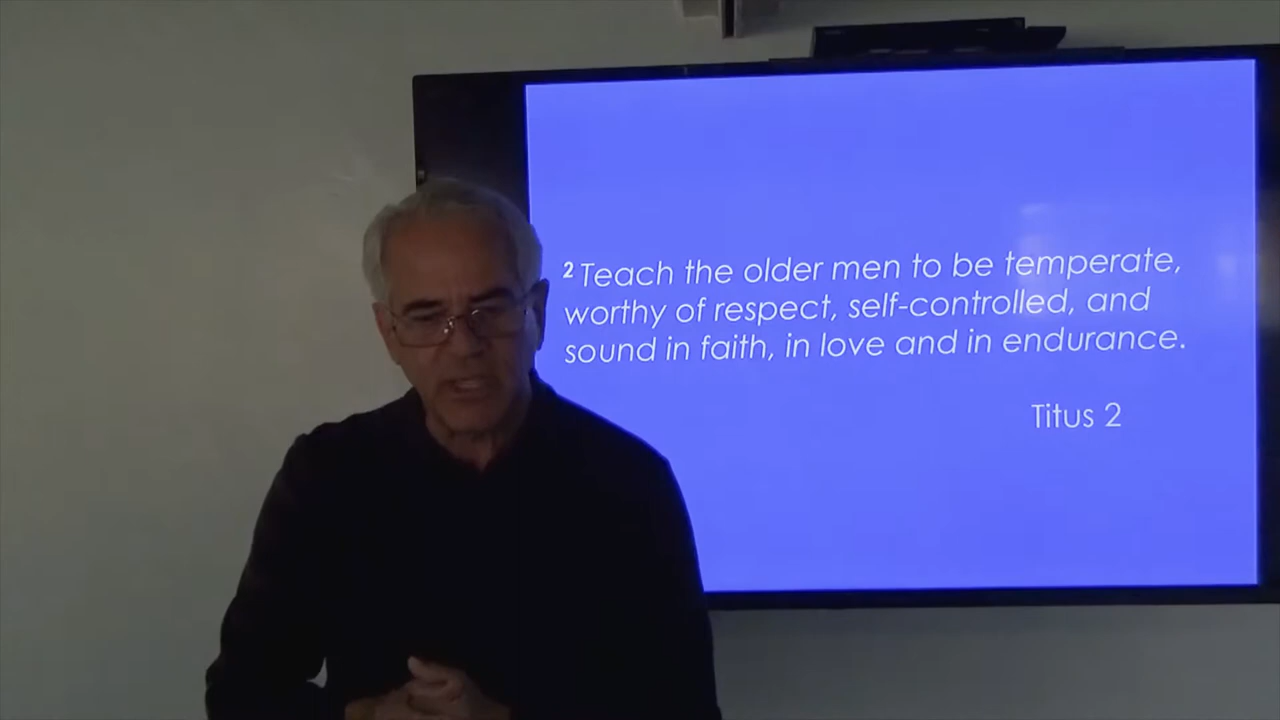 2 Teach the older men to be temperate,
worthy of respect, self-controlled, and
sound in faith, in love and in endurance.
Titus 2